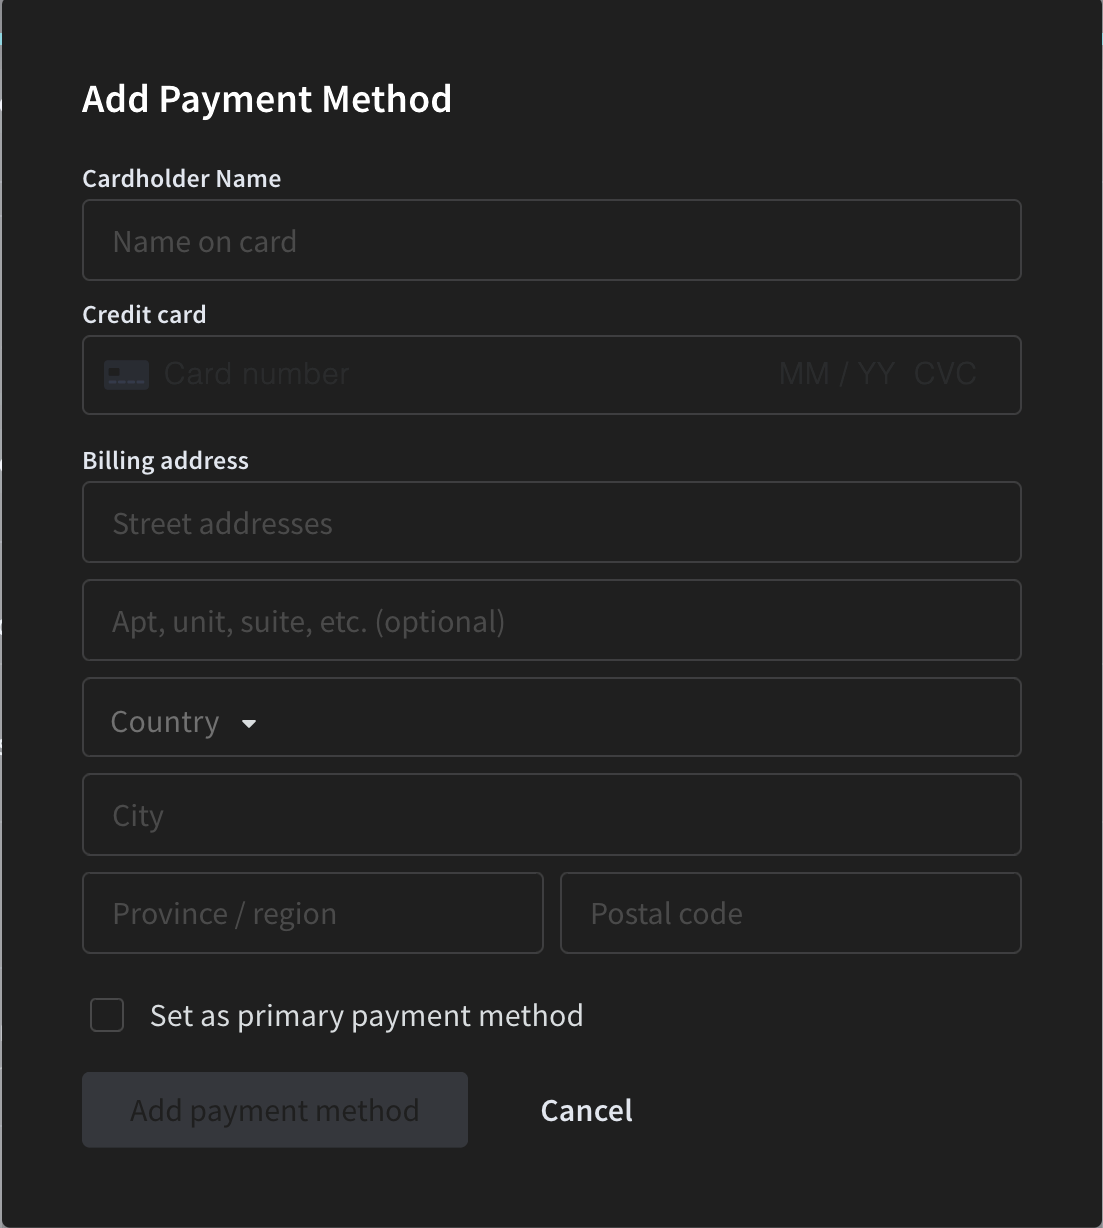 Add Payment Method
Cardholder Name
Name on card
Credit card
Card number MM / YY CVC
Billing address
Street addresses
Apt, unit, suite, etc. (optional)
Country
City
Province / region Postal code
Set as primary payment method
Add payment method Cancel